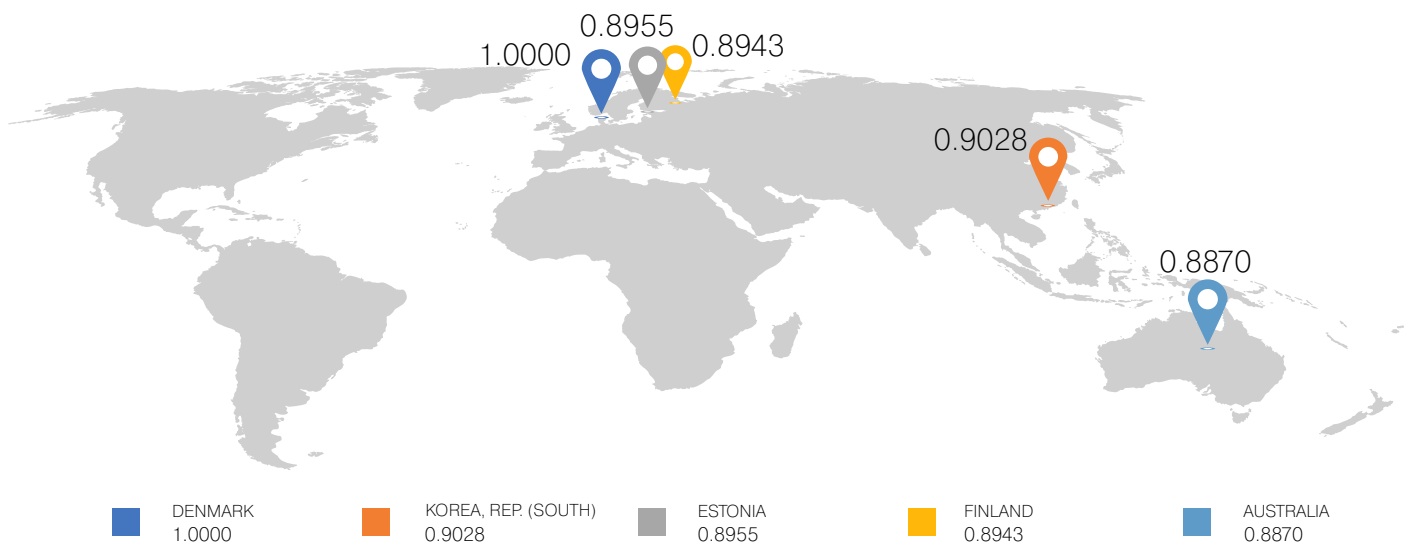 0.8955
1.0000
0.8943
0.9028
0.8870
DENMARK
1.0000
KOREA, REP. (SOUTH)
0.9028
ESTONIA
0.8955
FINLAND
0.8943
AUSTRALIA
0.8870